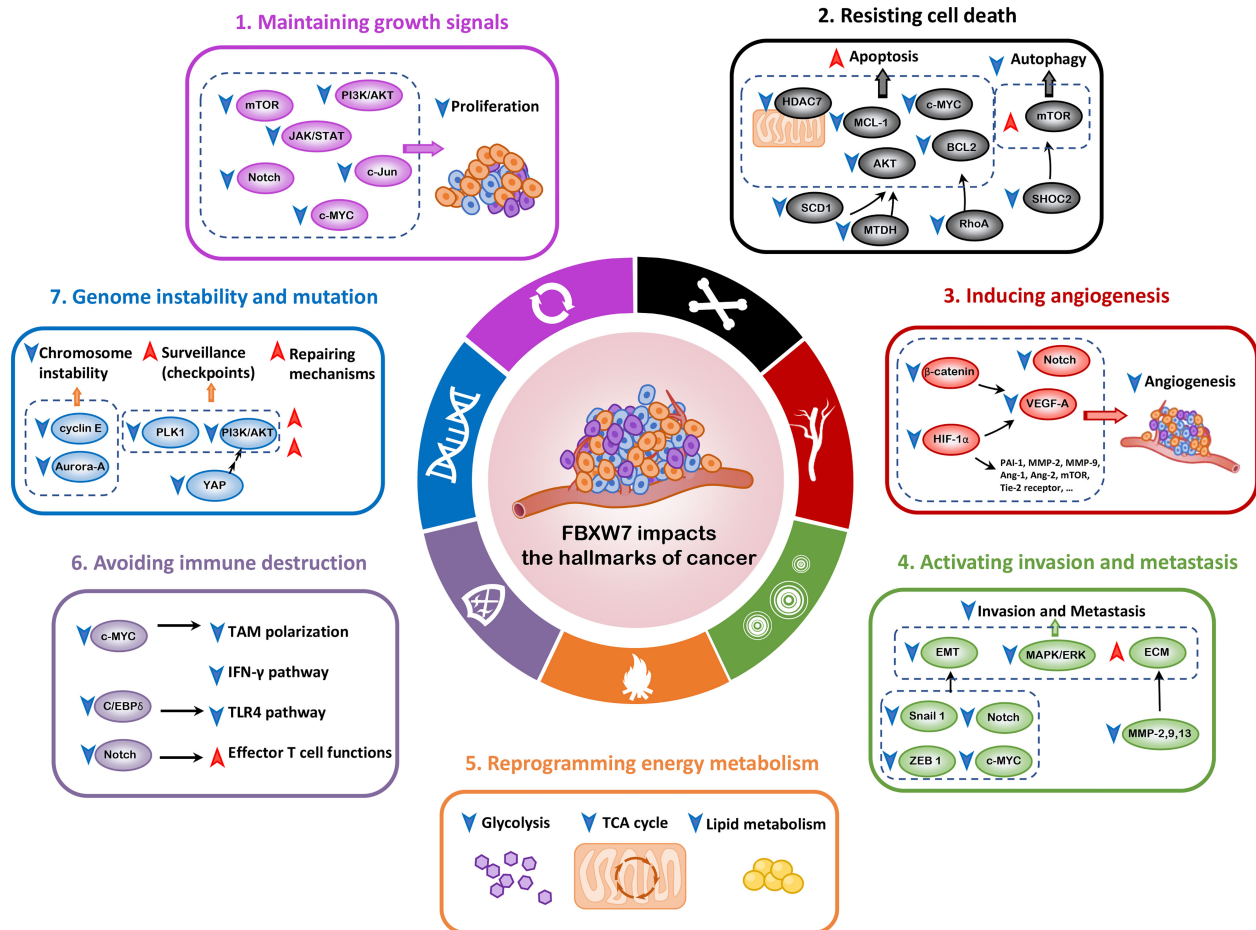 1. Maintaining growth signals
mTOR
PI3K/AKT
JAK/STAT
Notch
c-Jun
c-MYC
Proliferation
2. Resisting cell death
Apoptosis
Autophagy
HDAC7
MCL-1
c-MYC
BCL2
AKT
mTOR
SCD1
MTDH
RhoA
SHOC2
3. Inducing angiogenesis
β-catenin
Notch
VEGF-A
HIF-1α
PAI-1, MMP-2, MMP-9,
Ang-1, Ang-2, mTOR,
Tie-2 receptor, ...
Angiogenesis
4. Activating invasion and metastasis
Invasion and Metastasis
EMT
MAPK/ERK
ECM
Snail 1
Notch
ZEB 1
c-MYC
MMP-2,9,13
5. Reprogramming energy metabolism
Glycolysis
TCA cycle
Lipid metabolism
6. Avoiding immune destruction
c-MYC
TAM polarization
IFN-γ pathway
C/EBPδ
TLR4 pathway
Notch
Effector T cell functions
7. Genome instability and mutation
Chromosome
instability
Surveillance
(checkpoints)
Repairing
mechanisms
cyclin E
Aurora-A
PLK1
PI3K/AKT
YAP
FBXW7 impacts
the hallmarks of cancer